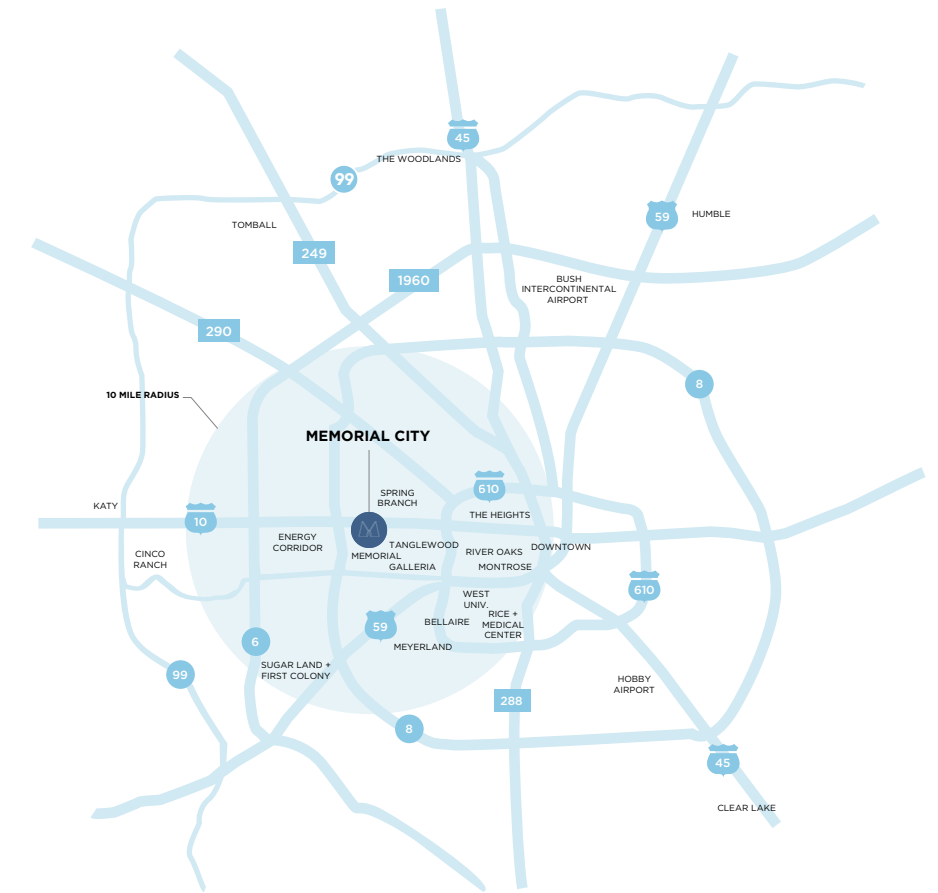 45
THE WOODLANDS
99
59
HUMBLE
TOMBALL
249
1960
BUSH
INTERCONTINENTAL
AIRPORT
290
8
10 MILE RADIUS
MEMORIAL CITY
610
SPRING
BRANCH
KATY
10
THE HEIGHTS
ENERGY
CORRIDOR
TANGLEWOOD
MEMORIAL
GALLERIA
RIVER OAKS
DOWNTOWN
MONTROSE
CINCO
RANCH
610
WEST
UNIV.
RICE +
MEDICAL
CENTER
BELLAIRE
59
MEYERLAND
6
SUGAR LAND +
FIRST COLONY
99
HOBBY
AIRPORT
288
8
45
CLEAR LAKE